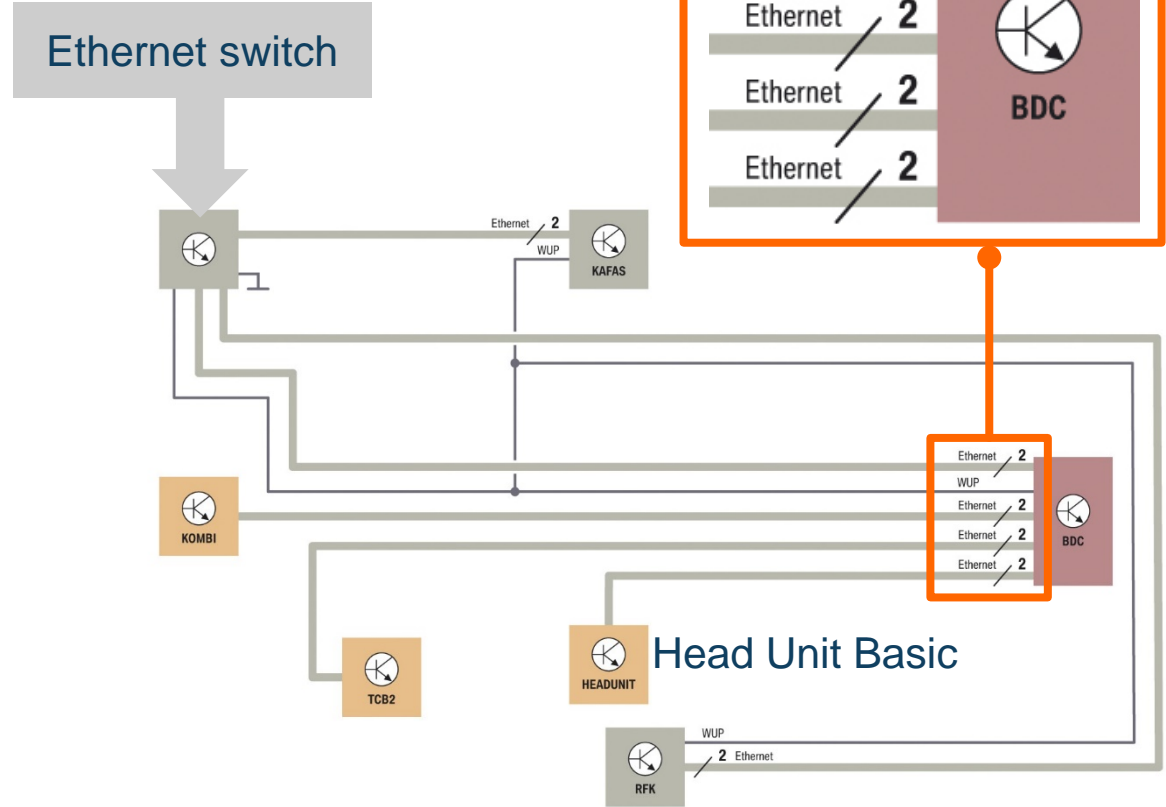 Ethernet switch
Ethernet 2
Ethernet 2
Ethernet 2
BDC
Ethernet 2
WUP
KAFAS
Ethernet 2
WUP
Ethernet 2
Ethernet 2
Ethernet 2
BDC
KOMBI
TCB2
HEADUNIT
Head Unit Basic
WUP
2 Ethernet
RFK